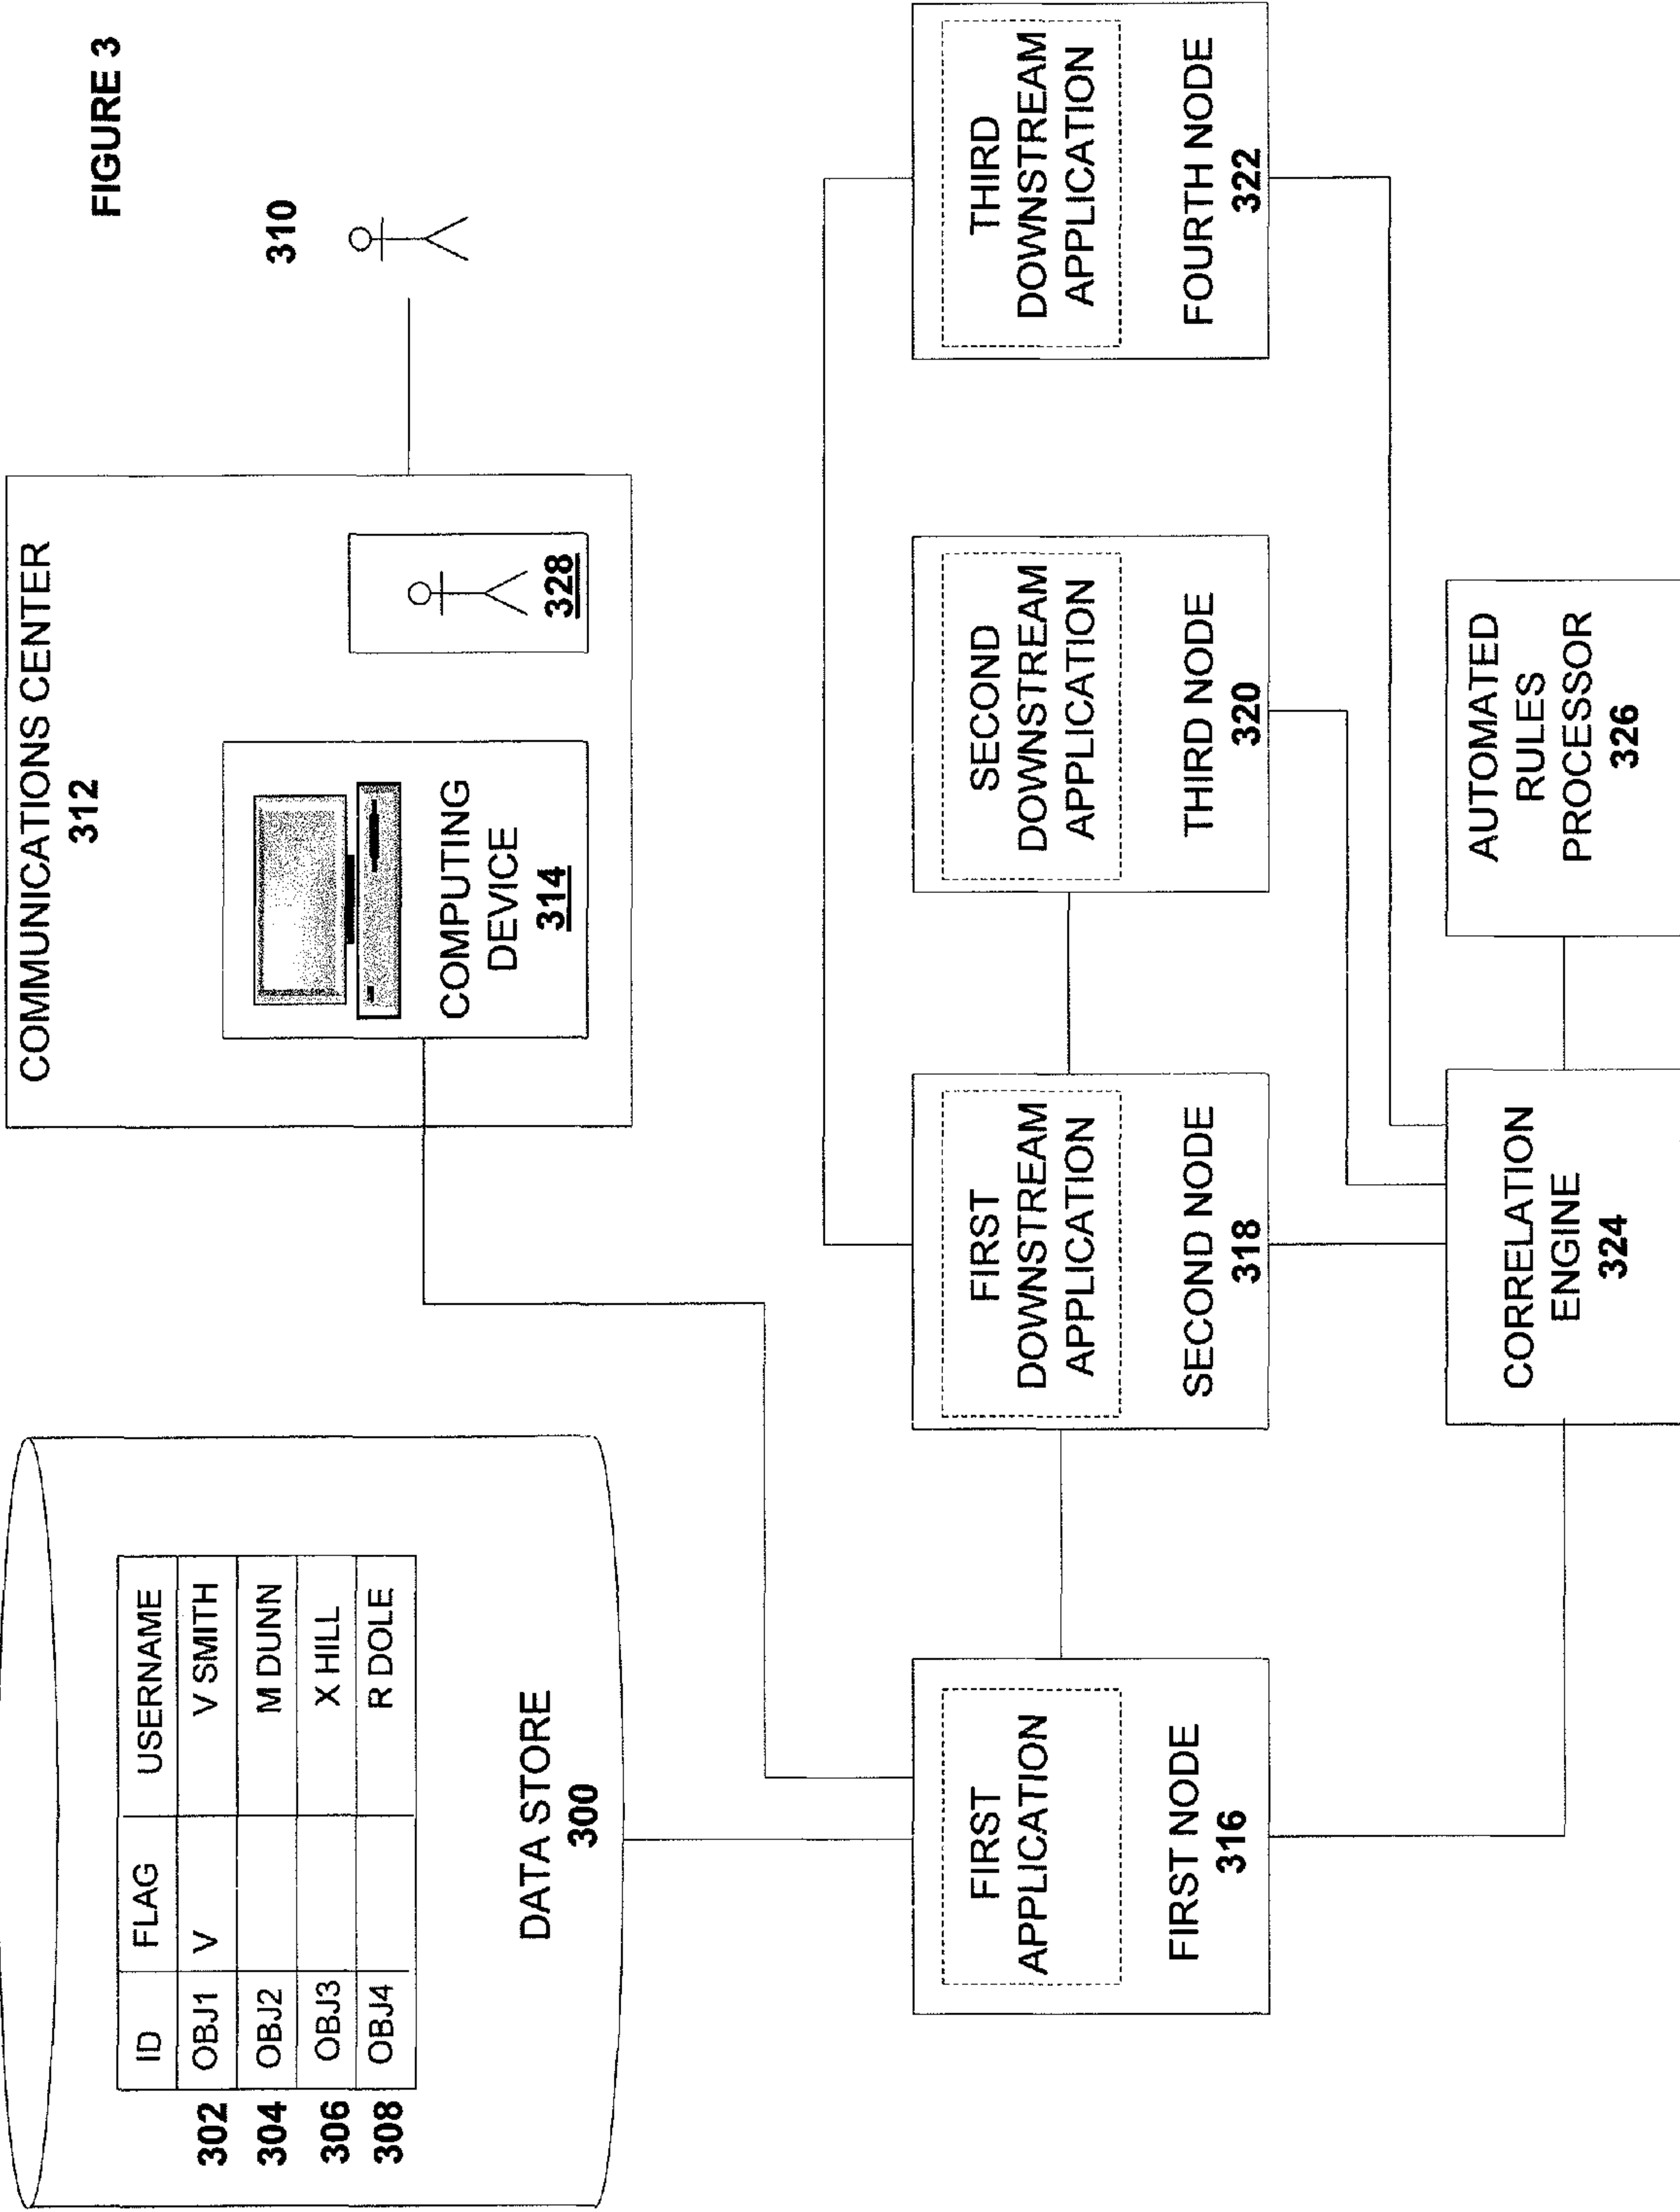 FIGURE 3
COMMUNICATIONS CENTER
312
COMPUTING
DEVICE
314
328
310
ID FLAG USERNAME
302 OBJ1 V V SMITH
304 OBJ2 M DUNN
306 OBJ3 X HILL
308 OBJ4 R DOLE
DATA STORE
300
FIRST
APPLICATION
FIRST NODE
316
FIRST
DOWNSTREAM
APPLICATION
SECOND NODE
318
SECOND
DOWNSTREAM
APPLICATION
THIRD NODE
320
THIRD
DOWNSTREAM
APPLICATION
FOURTH NODE
322
CORRELATION
ENGINE
324
AUTOMATED
RULES
PROCESSOR
326